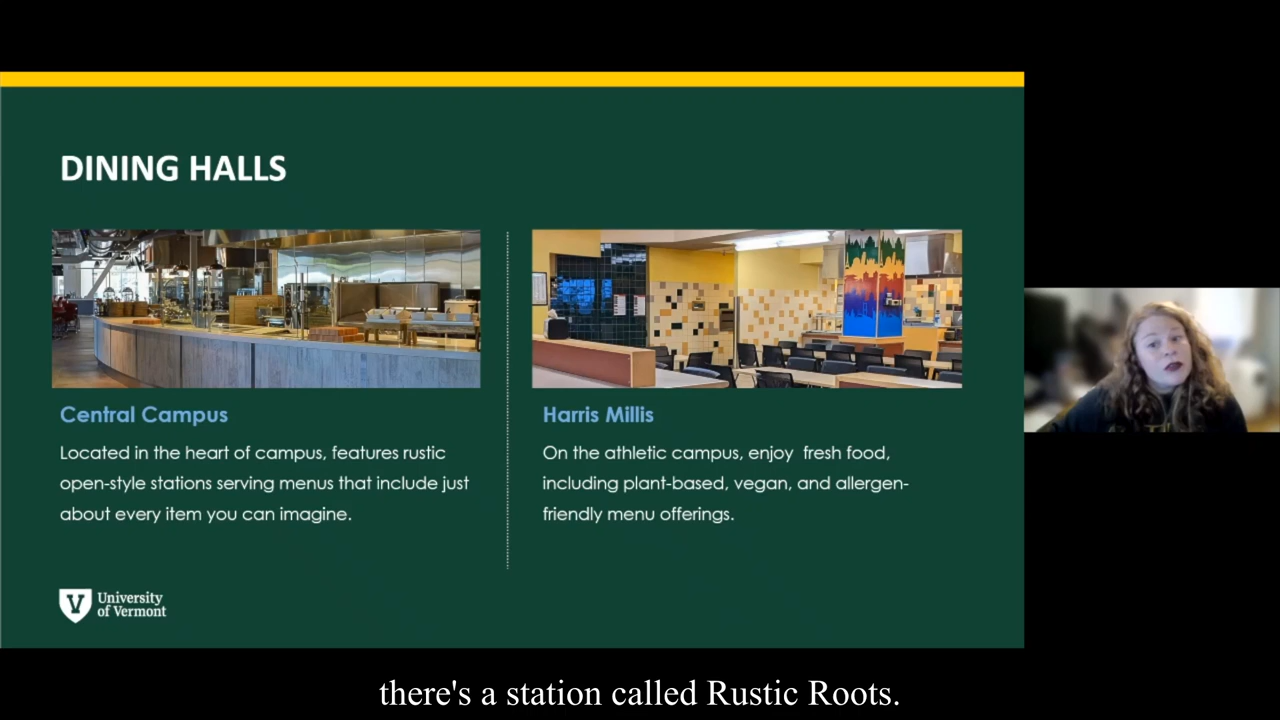 DINING HALLS
Central Campus
Located in the heart of campus, features rustic
open-style stations serving menus that include just
about every item you can imagine.
Harris Millis
On the athletic campus, enjoy  fresh food,
including plant-based, vegan, and allergen-
friendly menu offerings.
V University
of Vermont
there's a station called Rustic Roots.